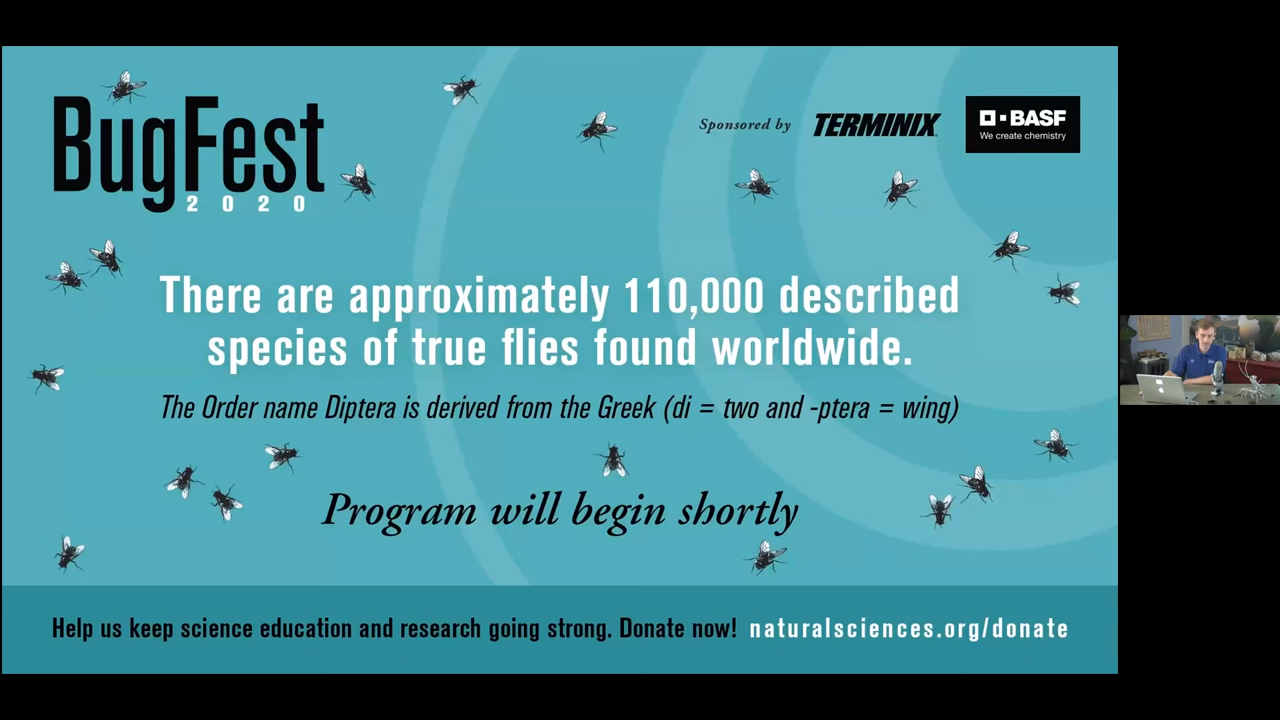 BugFest
2020
Sponsored by TERMINIX BASF
We create chemistry
There are approximately 110,000 described
species of true flies found worldwide.
The Order name Diptera is derived from the Greek (di = two and -ptera = wing)
Program will begin shortly
Help us keep science education and research going strong. Donate now! naturalsciences.org/donate